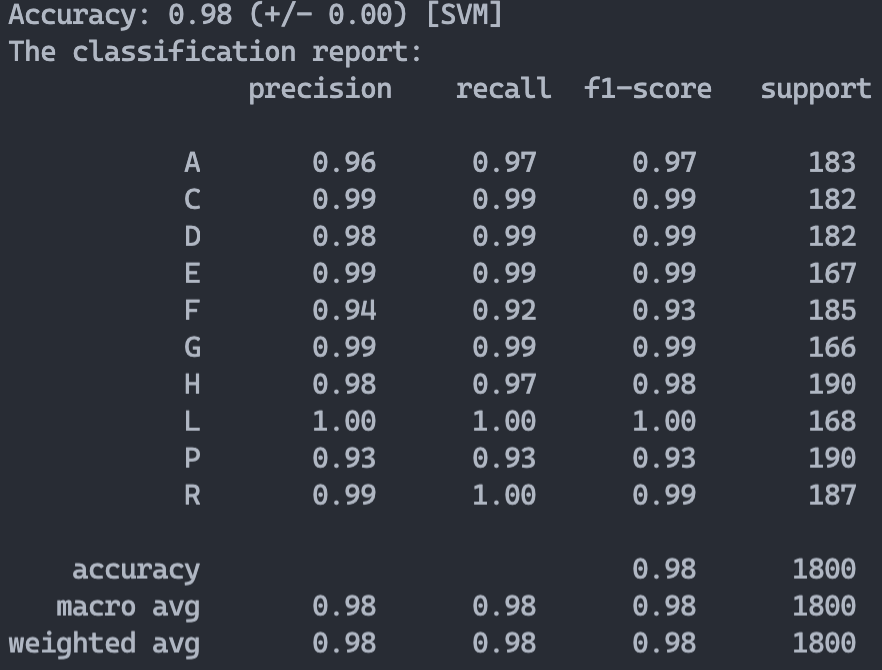 Accuracy: 0.98 (+/- 0.00) [SVM]
The classification report:
precision recall f1-score support
A 0.96 0.97 0.97 183
C 0.99 0.99 0.99 182
D 0.98 0.99 0.99 182
E 0.99 0.99 0.99 167
F 0.94 0.92 0.93 185
G 0.99 0.99 0.99 166
H 0.98 0.97 0.98 190
L 1.00 1.00 1.00 168
P 0.93 0.93 0.93 190
R 0.99 1.00 0.99 187
accuracy 0.98 1800
macro avg 0.98 0.98 0.98 1800
weighted avg 0.98 0.98 0.98 1800